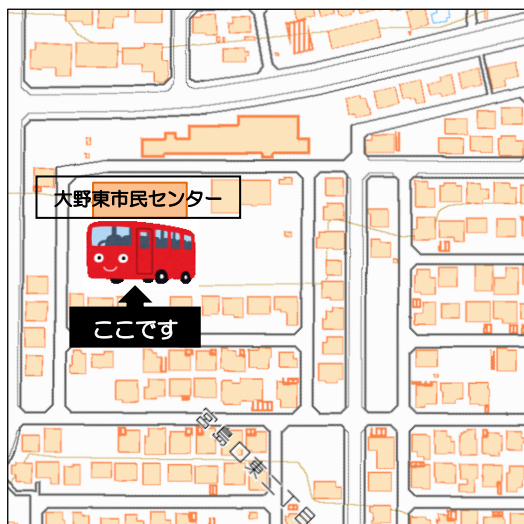 大野東市民センター
ここです
宮島口東二丁目